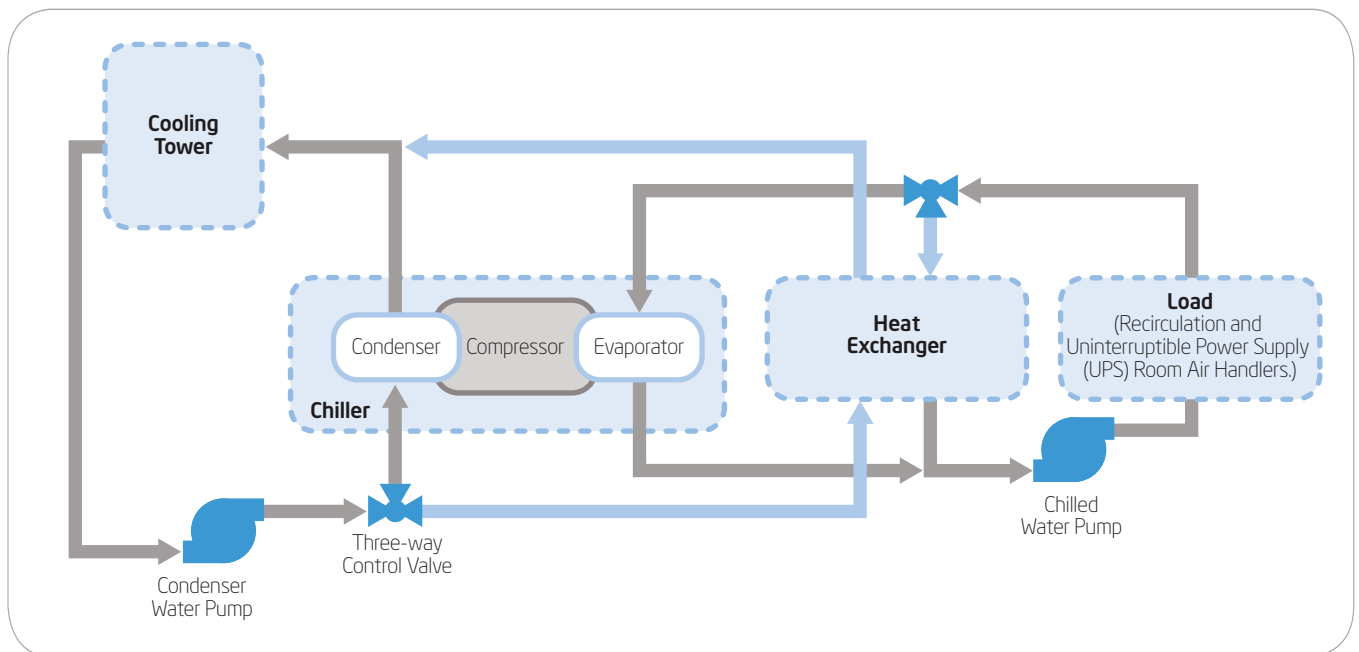 Cooling
Tower
Condenser
Compressor
Evaporator
Chiller
Heat
Exchanger
Load
(Recirculation and
Uninterruptible Power Supply
(UPS) Room Air Handlers.)
Condenser
Water Pump
Three-way
Control Valve
Chilled
Water Pump